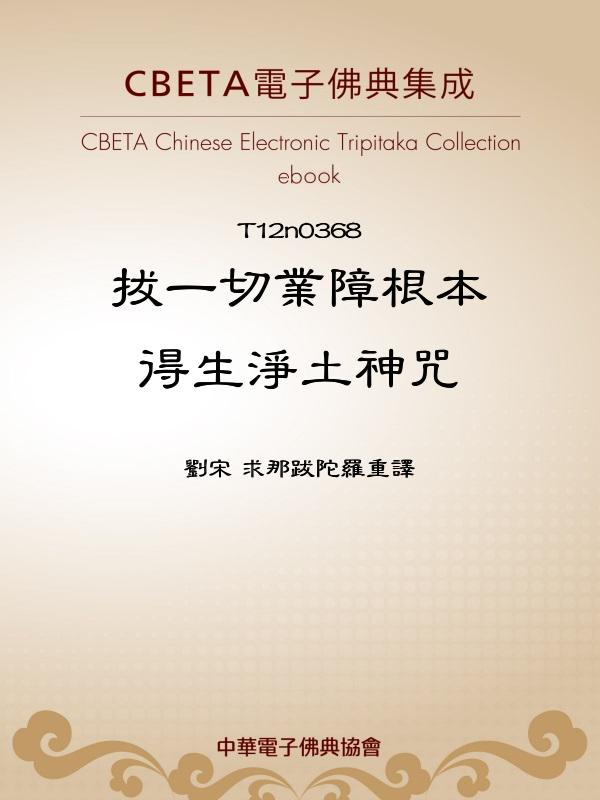 CBETA電子佛典集成
CBETA Chinese Electronic Tripitaka Collection
ebook
T12n0368
拔一切業障根本
得生淨土神咒
劉宋 求那跋陀羅重譯
中華電子佛典協會